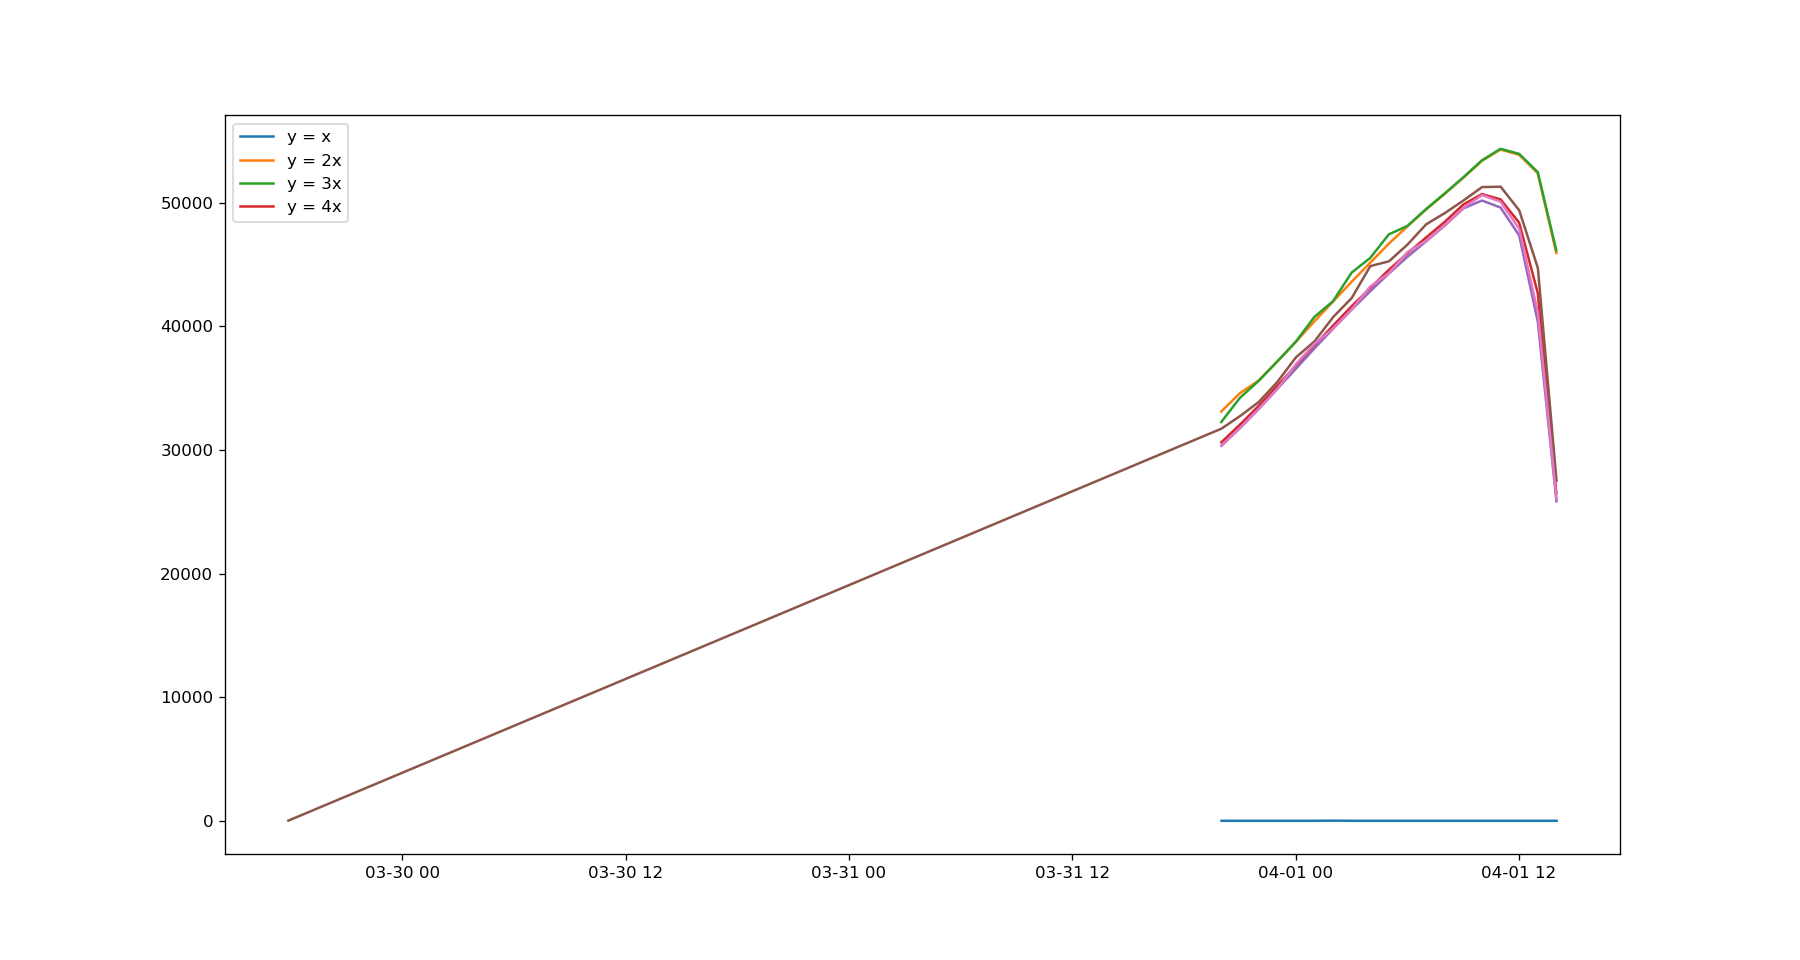 y = x
y = 2x
y = 3x
y = 4x
50000
40000
30000
20000
10000
0
03-30 00 03-30 12 03-31 00 03-31 12 04-01 00 04-01 12